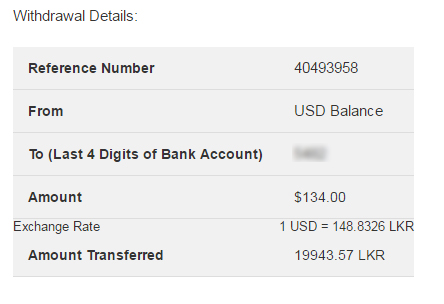 Withdrawal Details:
Reference Number 40493958
From USD Balance
To (Last 4 Digits of Bank Account)
Amount $134.00
Exchange Rate 1 USD = 148.8326 LKR
Amount Transferred 19943.57 LKR